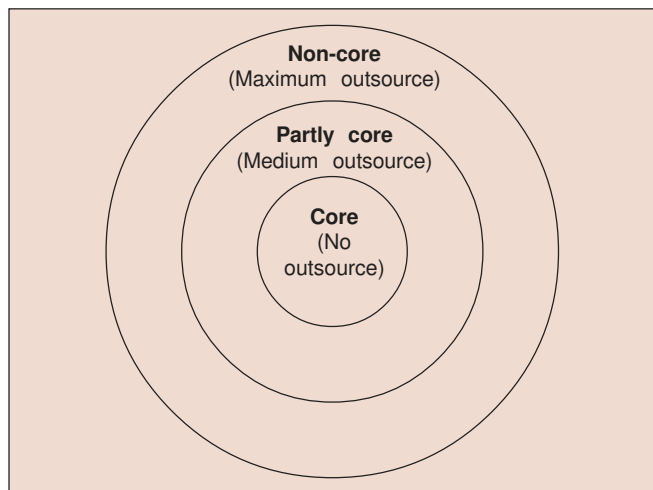 Non-core
(Maximum outsource)
Partly core
(Medium outsource)
Core
(No
outsource)